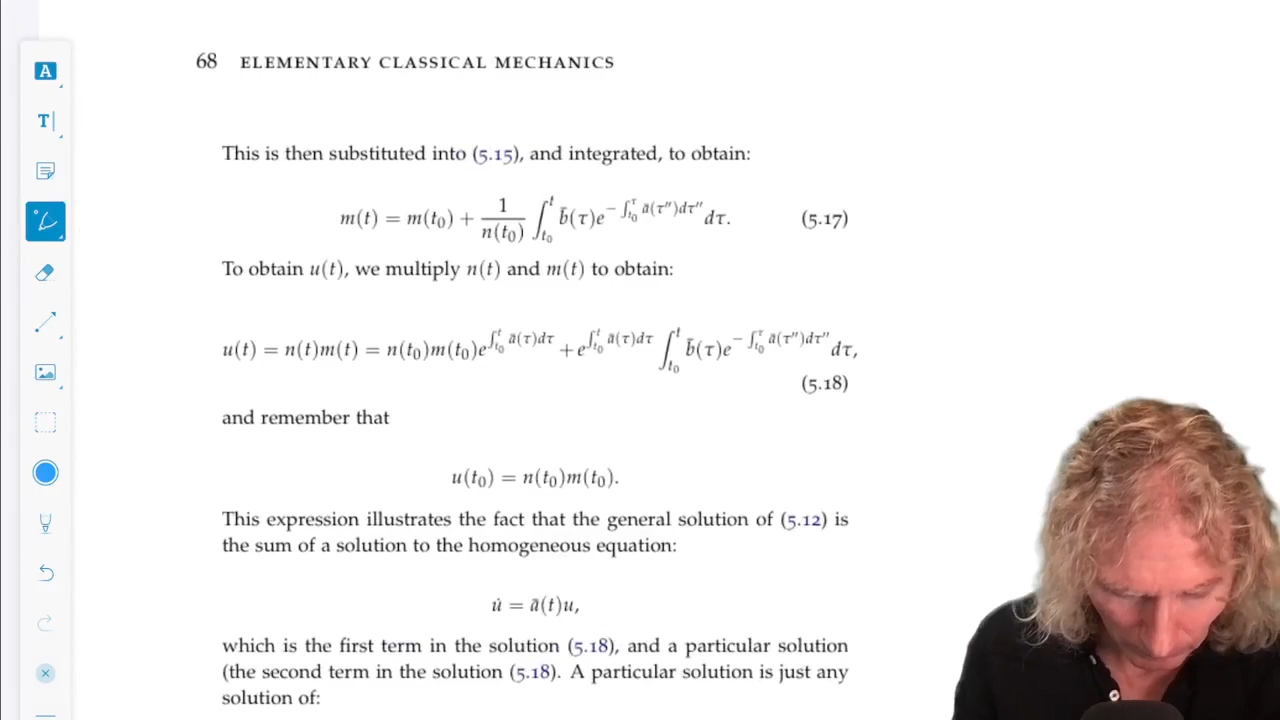 68 ELEMENTARY CLASSICAL MECHANICS
This is then substituted into (5.15), and integrated, to obtain:
m(t) = m(t₀) + 1/n(t₀) ∫_{t₀}^{t} b̄(τ)e^{−∫_{t₀}^{τ} ā(τ″)dτ″} dτ. (5.17)
To obtain u(t), we multiply n(t) and m(t) to obtain:
u(t) = n(t)m(t) = n(t₀)m(t₀)e^{∫_{t₀}^{t} ā(τ)dτ} + e^{∫_{t₀}^{t} ā(τ)dτ} ∫_{t₀}^{t} b̄(τ)e^{−∫_{t₀}^{τ} ā(τ″)dτ″} dτ,
(5.18)
and remember that
u(t₀) = n(t₀)m(t₀).
This expression illustrates the fact that the general solution of (5.12) is
the sum of a solution to the homogeneous equation:
u̇ = ā(t)u,
which is the first term in the solution (5.18), and a particular solution
(the second term in the solution (5.18). A particular solution is just any
solution of:
A
T